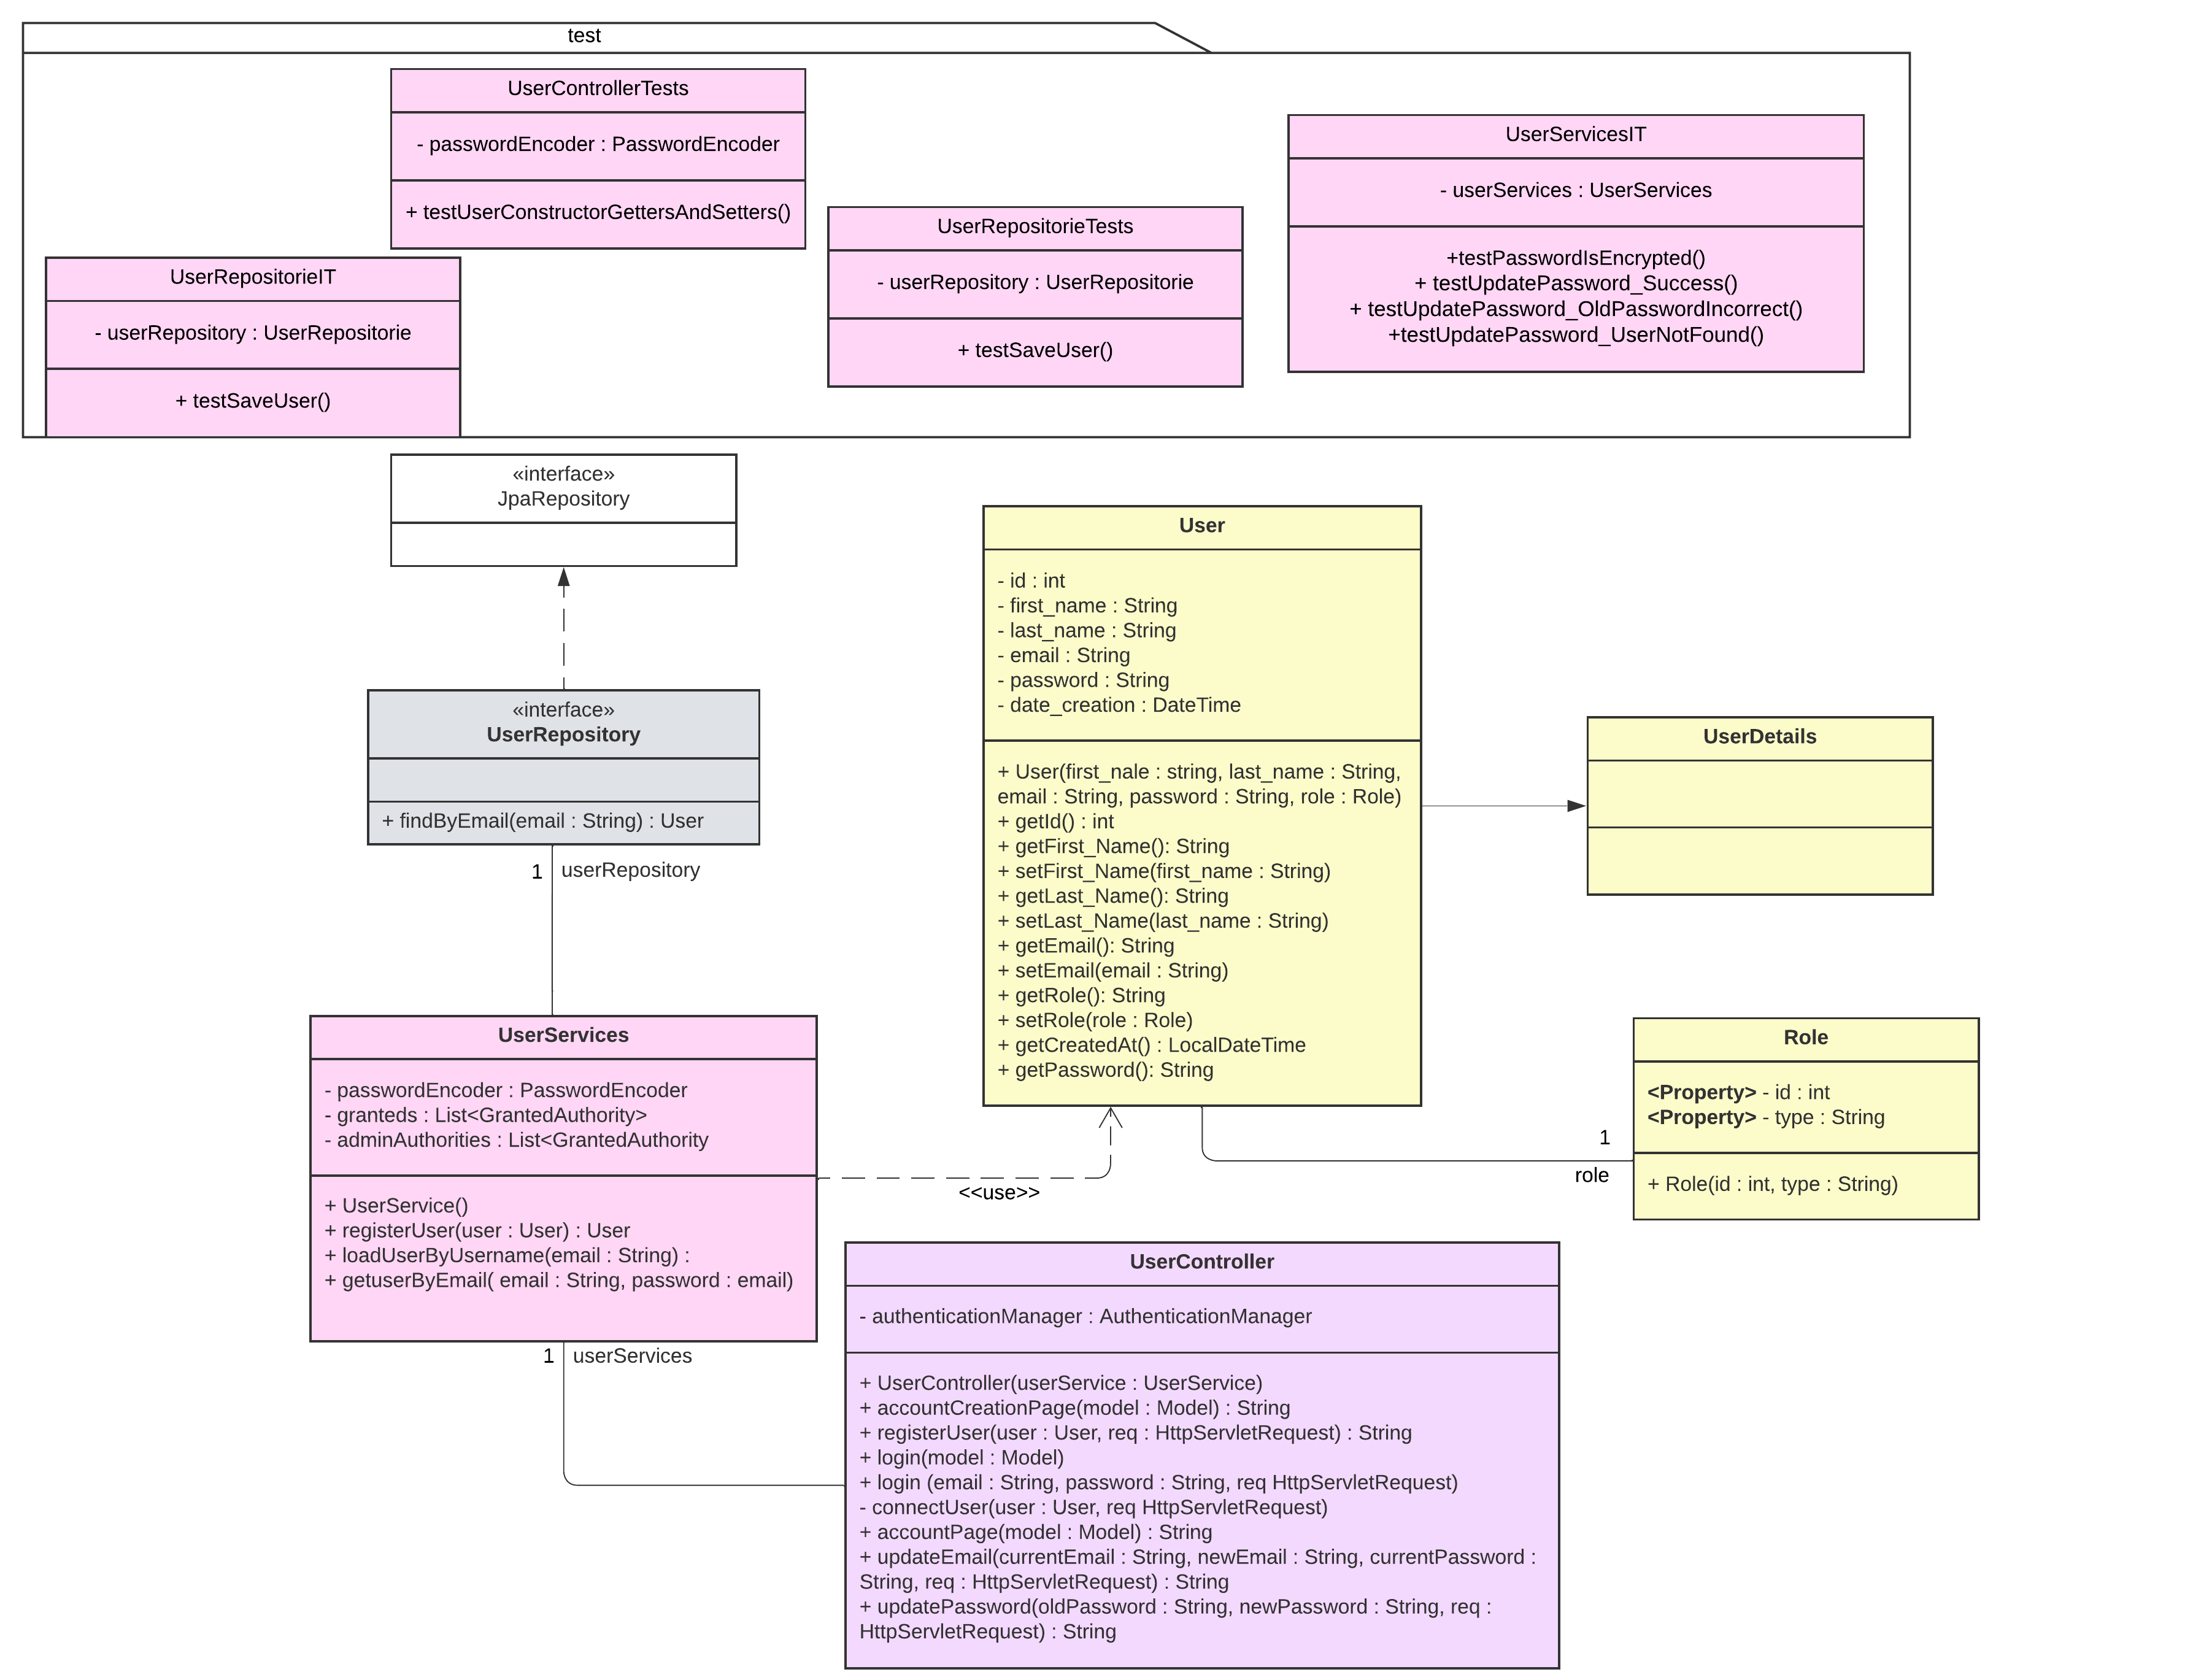 test
UserControllerTests
- passwordEncoder : PasswordEncoder
+ testUserConstructorGettersAndSetters()
UserServicesIT
- userServices : UserServices
+testPasswordIsEncrypted()
+ testUpdatePassword_Success()
+ testUpdatePassword_OldPasswordIncorrect()
+testUpdatePassword_UserNotFound()
UserRepositorieTests
- userRepository : UserRepositorie
+ testSaveUser()
UserRepositorieIT
- userRepository : UserRepositorie
+ testSaveUser()
«interface»
JpaRepository
«interface»
UserRepository
+ findByEmail(email : String) : User
1
userRepository
User
- id : int
- first_name : String
- last_name : String
- email : String
- password : String
- date_creation : DateTime
+ User(first_nale : string, last_name : String,
email : String, password : String, role : Role)
+ getId() : int
+ getFirst_Name(): String
+ setFirst_Name(first_name : String)
+ getLast_Name(): String
+ setLast_Name(last_name : String)
+ getEmail(): String
+ setEmail(email : String)
+ getRole(): String
+ setRole(role : Role)
+ getCreatedAt() : LocalDateTime
+ getPassword(): String
UserDetails
UserServices
- passwordEncoder : PasswordEncoder
- granteds : List<GrantedAuthority>
- adminAuthorities : List<GrantedAuthority
+ UserService()
+ registerUser(user : User) : User
+ loadUserByUsername(email : String) :
+ getuserByEmail( email : String, password : email)
<<use>>
1
role
Role
<Property> - id : int
<Property> - type : String
+ Role(id : int, type : String)
1
userServices
UserController
- authenticationManager : AuthenticationManager
+ UserController(userService : UserService)
+ accountCreationPage(model : Model) : String
+ registerUser(user : User, req : HttpServletRequest) : String
+ login(model : Model)
+ login (email : String, password : String, req HttpServletRequest)
- connectUser(user : User, req HttpServletRequest)
+ accountPage(model : Model) : String
+ updateEmail(currentEmail : String, newEmail : String, currentPassword :
String, req : HttpServletRequest) : String
+ updatePassword(oldPassword : String, newPassword : String, req :
HttpServletRequest) : String